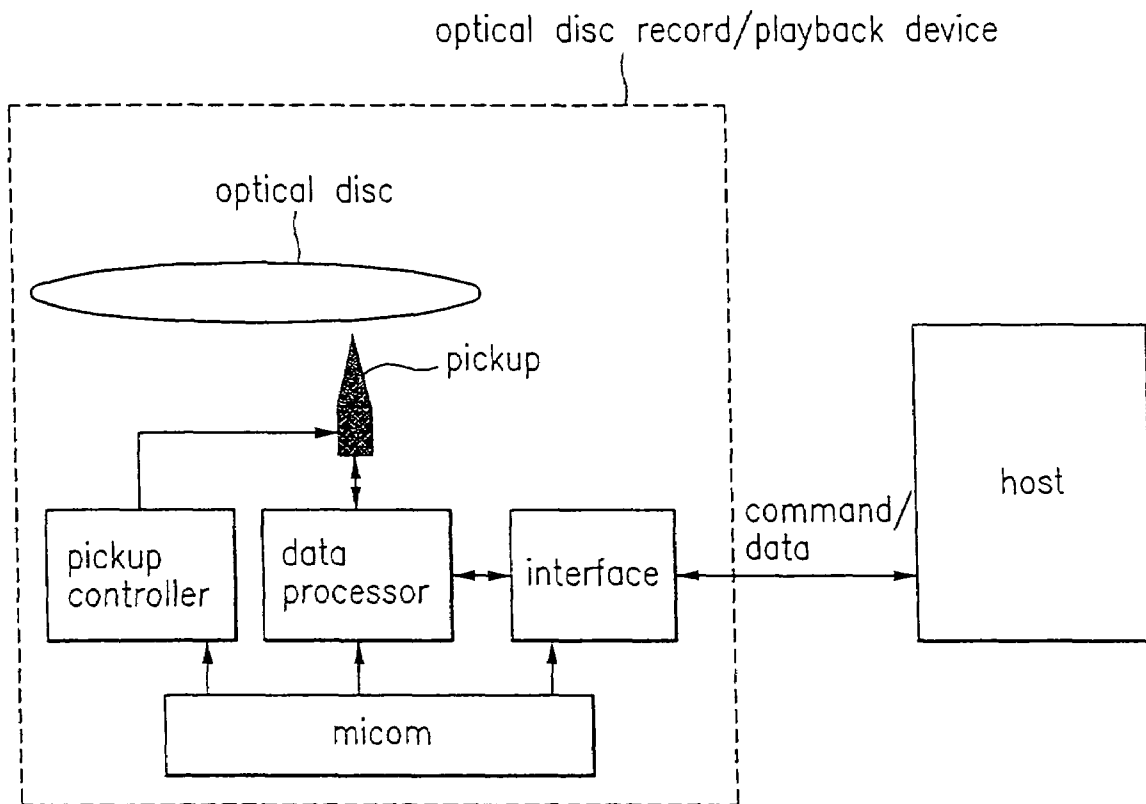 optical disc record/playback device
optical disc
pickup
host
command/
data
pickup
controller
data
processor
interface
micom